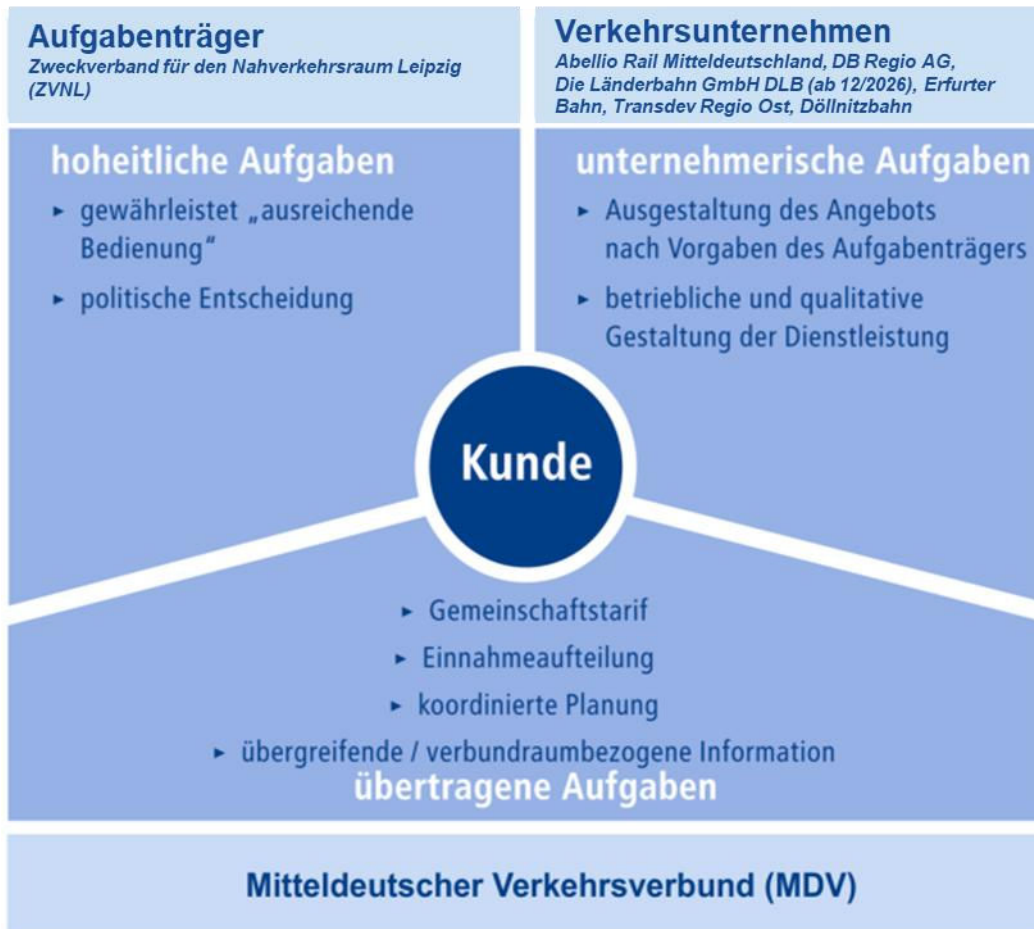 Aufgabenträger
Zweckverband für den Nahverkehrsraum Leipzig
(ZVNL)
Verkehrsunternehmen
Abellio Rail Mitteldeutschland, DB Regio AG,
Die Länderbahn GmbH DLB (ab 12/2026), Erfurter
Bahn, Transdev Regio Ost, Döllnitzbahn
hoheitliche Aufgaben
▸ gewährleistet „ausreichende
Bedienung“
▸ politische Entscheidung
unternehmerische Aufgaben
▸ Ausgestaltung des Angebots
nach Vorgaben des Aufgabenträgers
▸ betriebliche und qualitative
Gestaltung der Dienstleistung
Kunde
▸ Gemeinschaftstarif
▸ Einnahmeaufteilung
▸ koordinierte Planung
▸ übergreifende / verbundraumbezogene Information
übertragene Aufgaben
Mitteldeutscher Verkehrsverbund (MDV)